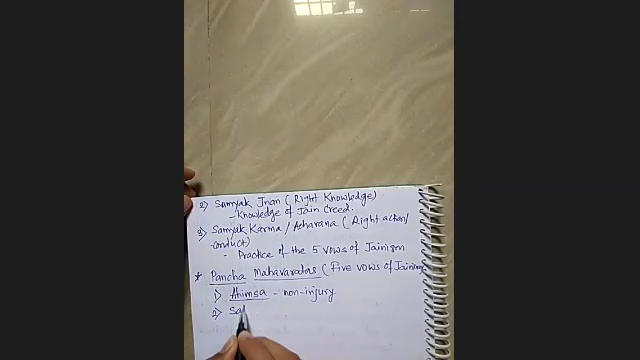 2) Samyak Jnan (Right Knowledge)
- Knowledge of Jain Creed.
3) Samyak Karma / Acharana (Right action/
conduct)
- Practice of the 5 vows of Jainism
* Pancha Mahavaratas (Five vows of Jainism
1) Ahimsa - non-injury
2) Sa